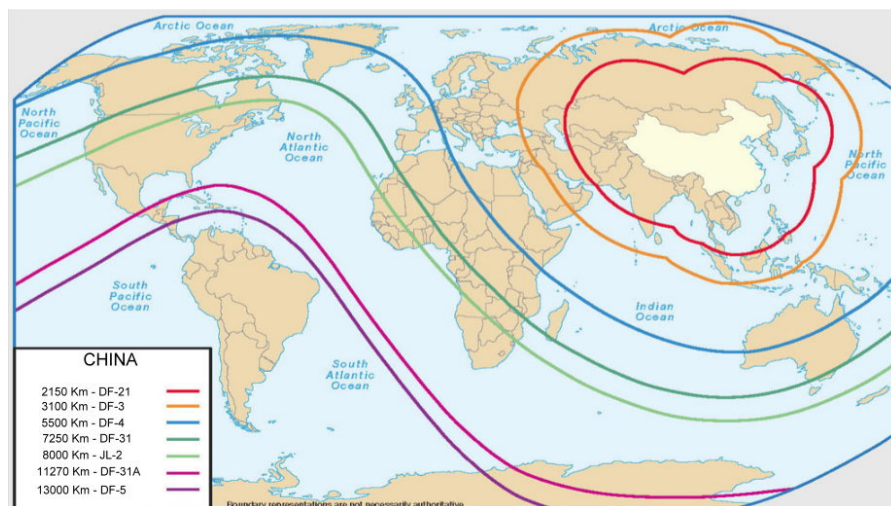 Arctic Ocean
Arctic Ocean
North
Pacific
Ocean
North
Atlantic
Ocean
North
Pacific
Ocean
South
Pacific
Ocean
South
Atlantic
Ocean
Indian
Ocean
CHINA
2150 Km - DF-21
3100 Km - DF-3
5500 Km - DF-4
7250 Km - DF-31
8000 Km - JL-2
11270 Km - DF-31A
13000 Km - DF-5
Boundary representations are not necessarily authoritative